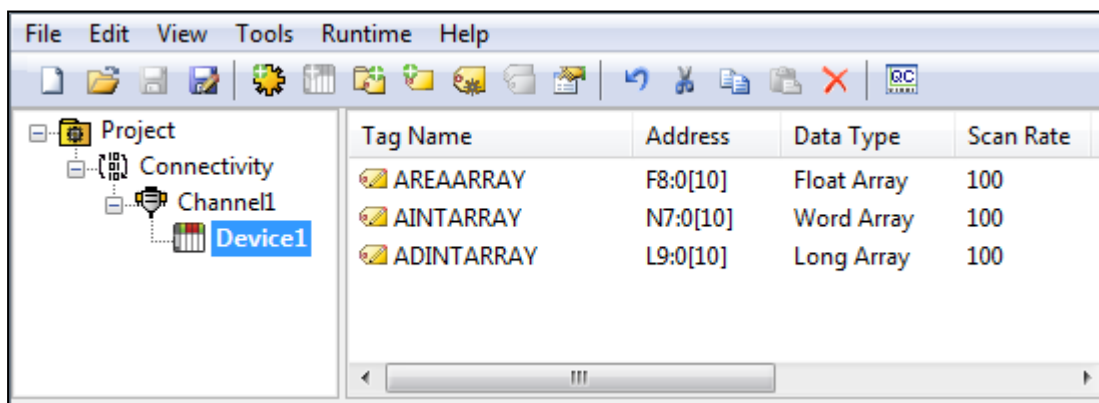 File Edit View Tools Runtime Help
QC
Project
Connectivity
Channel1
Device1
Tag Name Address Data Type Scan Rate
AREAARRAY F8:0[10] Float Array 100
AINTARRAY N7:0[10] Word Array 100
ADINTARRAY L9:0[10] Long Array 100